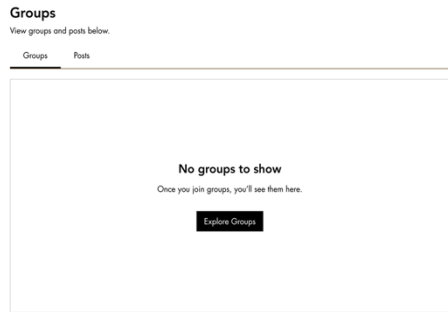 Groups
View groups and posts below.
Groups Posts
No groups to show
Once you join groups, you'll see them here.
Explore Groups